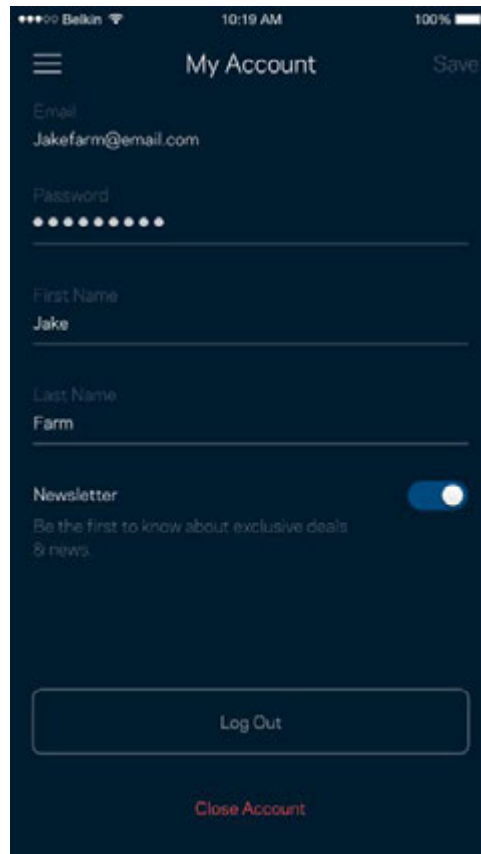 Belkin 10:19 AM 100%
My Account Save
Email
Jakefarm@email.com
Password
First Name
Jake
Last Name
Farm
Newsletter
Be the first to know about exclusive deals
& news.
Log Out
Close Account